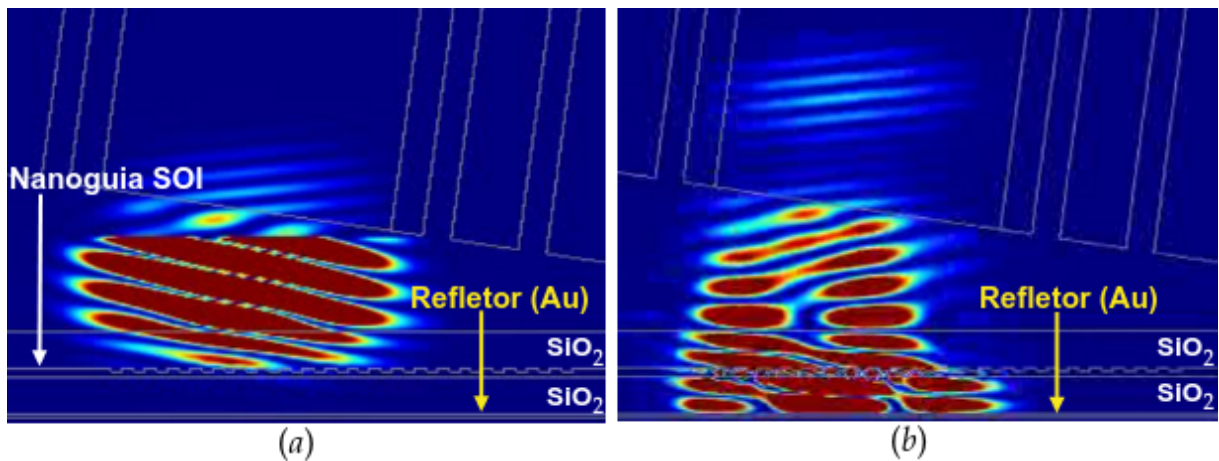 Nanoguia SOI
Refletor (Au)
SiO₂
SiO₂
(a)
Refletor (Au)
SiO₂
SiO₂
(b)